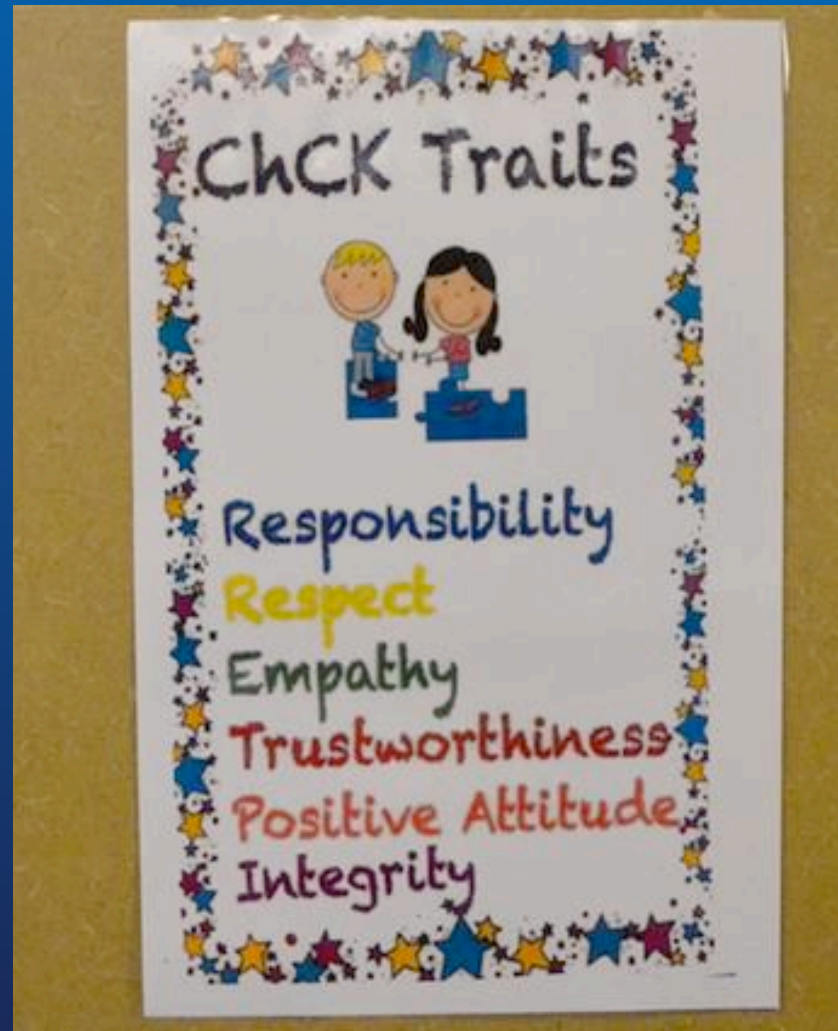 ChCK Traits
Responsibility
Respect
Empathy
Trustworthiness
Positive Attitude
Integrity